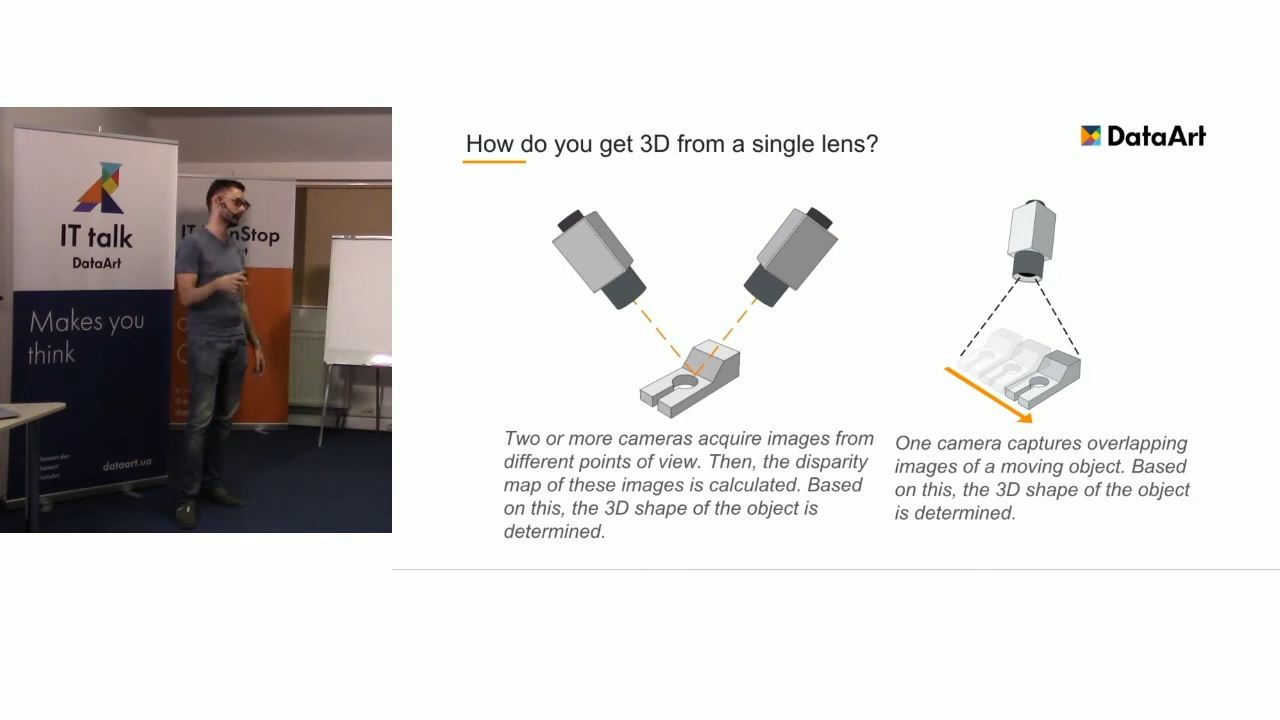 IT talk
DataArt
Makes you
think
dataart.ua
How do you get 3D from a single lens?
DataArt
Two or more cameras acquire images from
different points of view. Then, the disparity
map of these images is calculated. Based
on this, the 3D shape of the object is
determined.
One camera captures overlapping
images of a moving object. Based
on this, the 3D shape of the object
is determined.